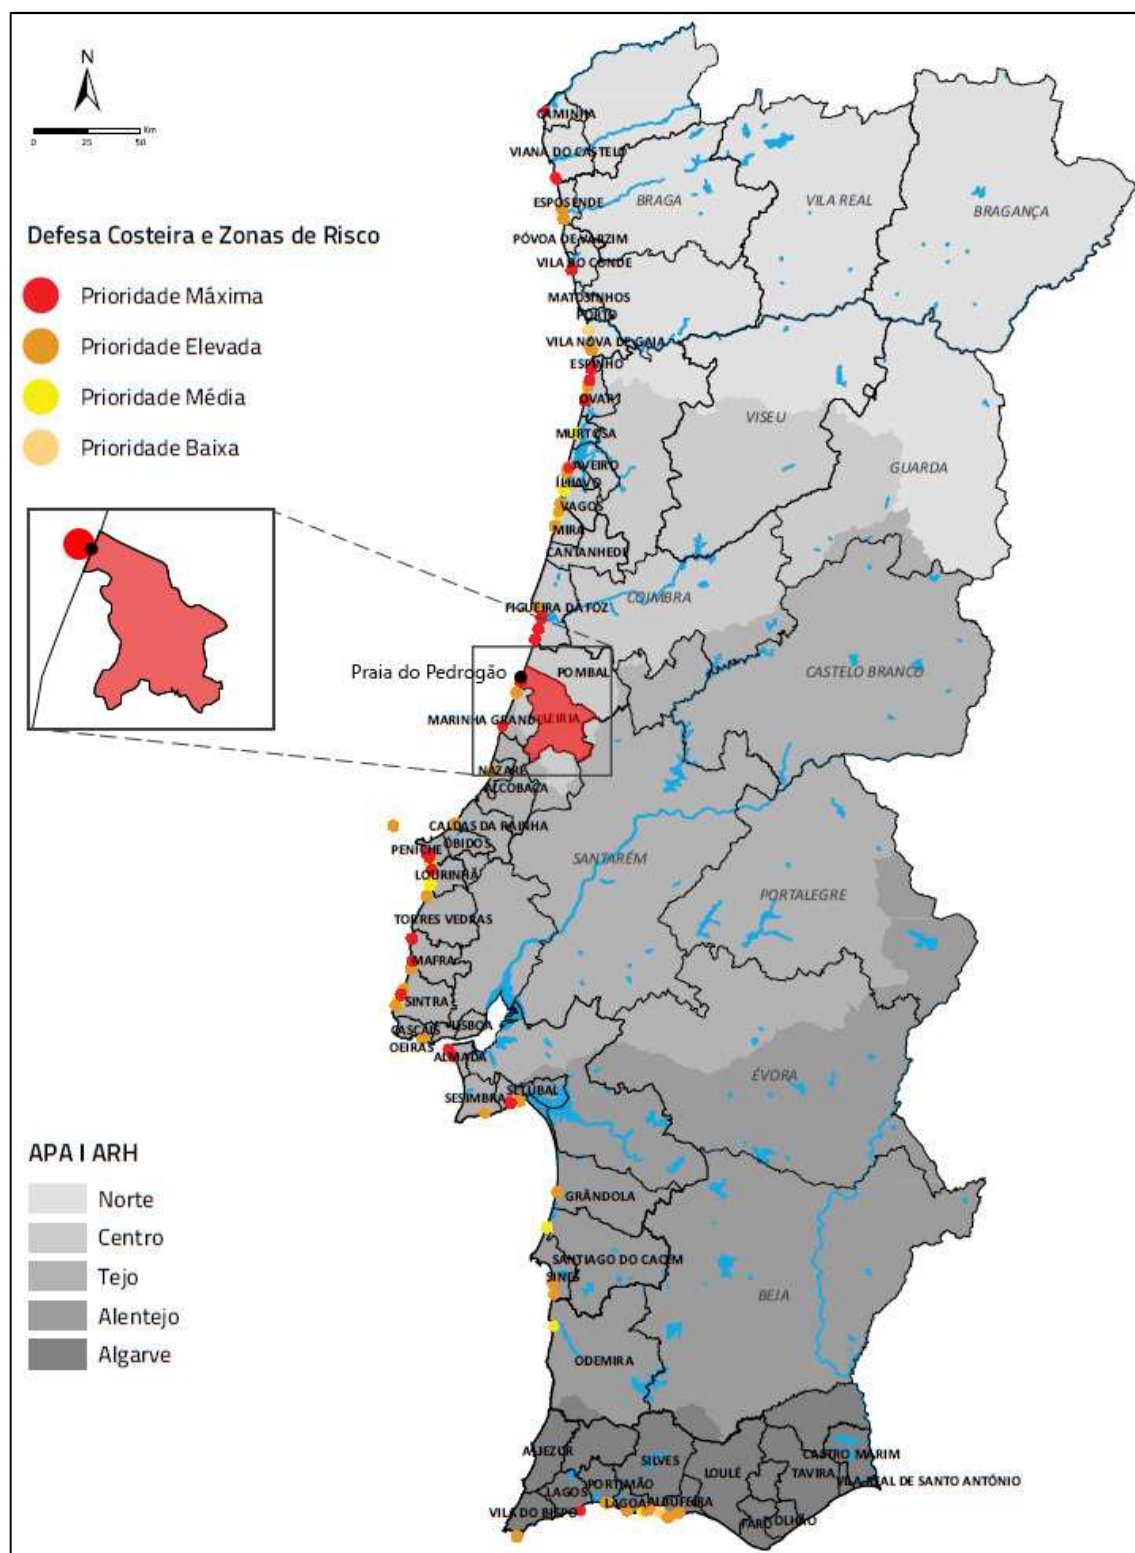 N
Km
0 25 50
CAMINHA
VIANA DO CASTELO
ESPOSENDE
BRAGA
VILA REAL
BRAGANÇA
PÓVOA DE VARZIM
VILA DO CONDE
MATOSINHOS
PORTO
VILA NOVA DE GAIA
ESPINHO
OVAR
VISEU
MURTOSA
GUARDA
AVEIRO
ÍLHAVO
VAGOS
MIRA
CANTANHEDE
COIMBRA
FIGUEIRA DA FOZ
Defesa Costeira e Zonas de Risco
Prioridade Máxima
Prioridade Elevada
Prioridade Média
Prioridade Baixa
Praia do Pedrogão
POMBAL
CASTELO BRANCO
MARINHA GRANDE
LEIRIA
NAZARÉ
ALCOBAÇA
CALDAS DA RAINHA
ÓBIDOS
PENICHE
LOURINHÃ
SANTARÉM
PORTALEGRE
TORRES VEDRAS
MAFRA
SINTRA
CASCAIS
LISBOA
OEIRAS
ALMADA
ÉVORA
SETÚBAL
SESIMBRA
GRÂNDOLA
SANTIAGO DO CACÉM
SINES
BEJA
ODEMIRA
APA I ARH
Norte
Centro
Tejo
Alentejo
Algarve
ALJEZUR
SILVES
LOULÉ
CASTRO MARIM
TAVIRA
VILA REAL DE SANTO ANTÓNIO
PORTIMÃO
LAGOS
LAGOA
ALBUFEIRA
VILA DO BISPO
FARO
OLHÃO